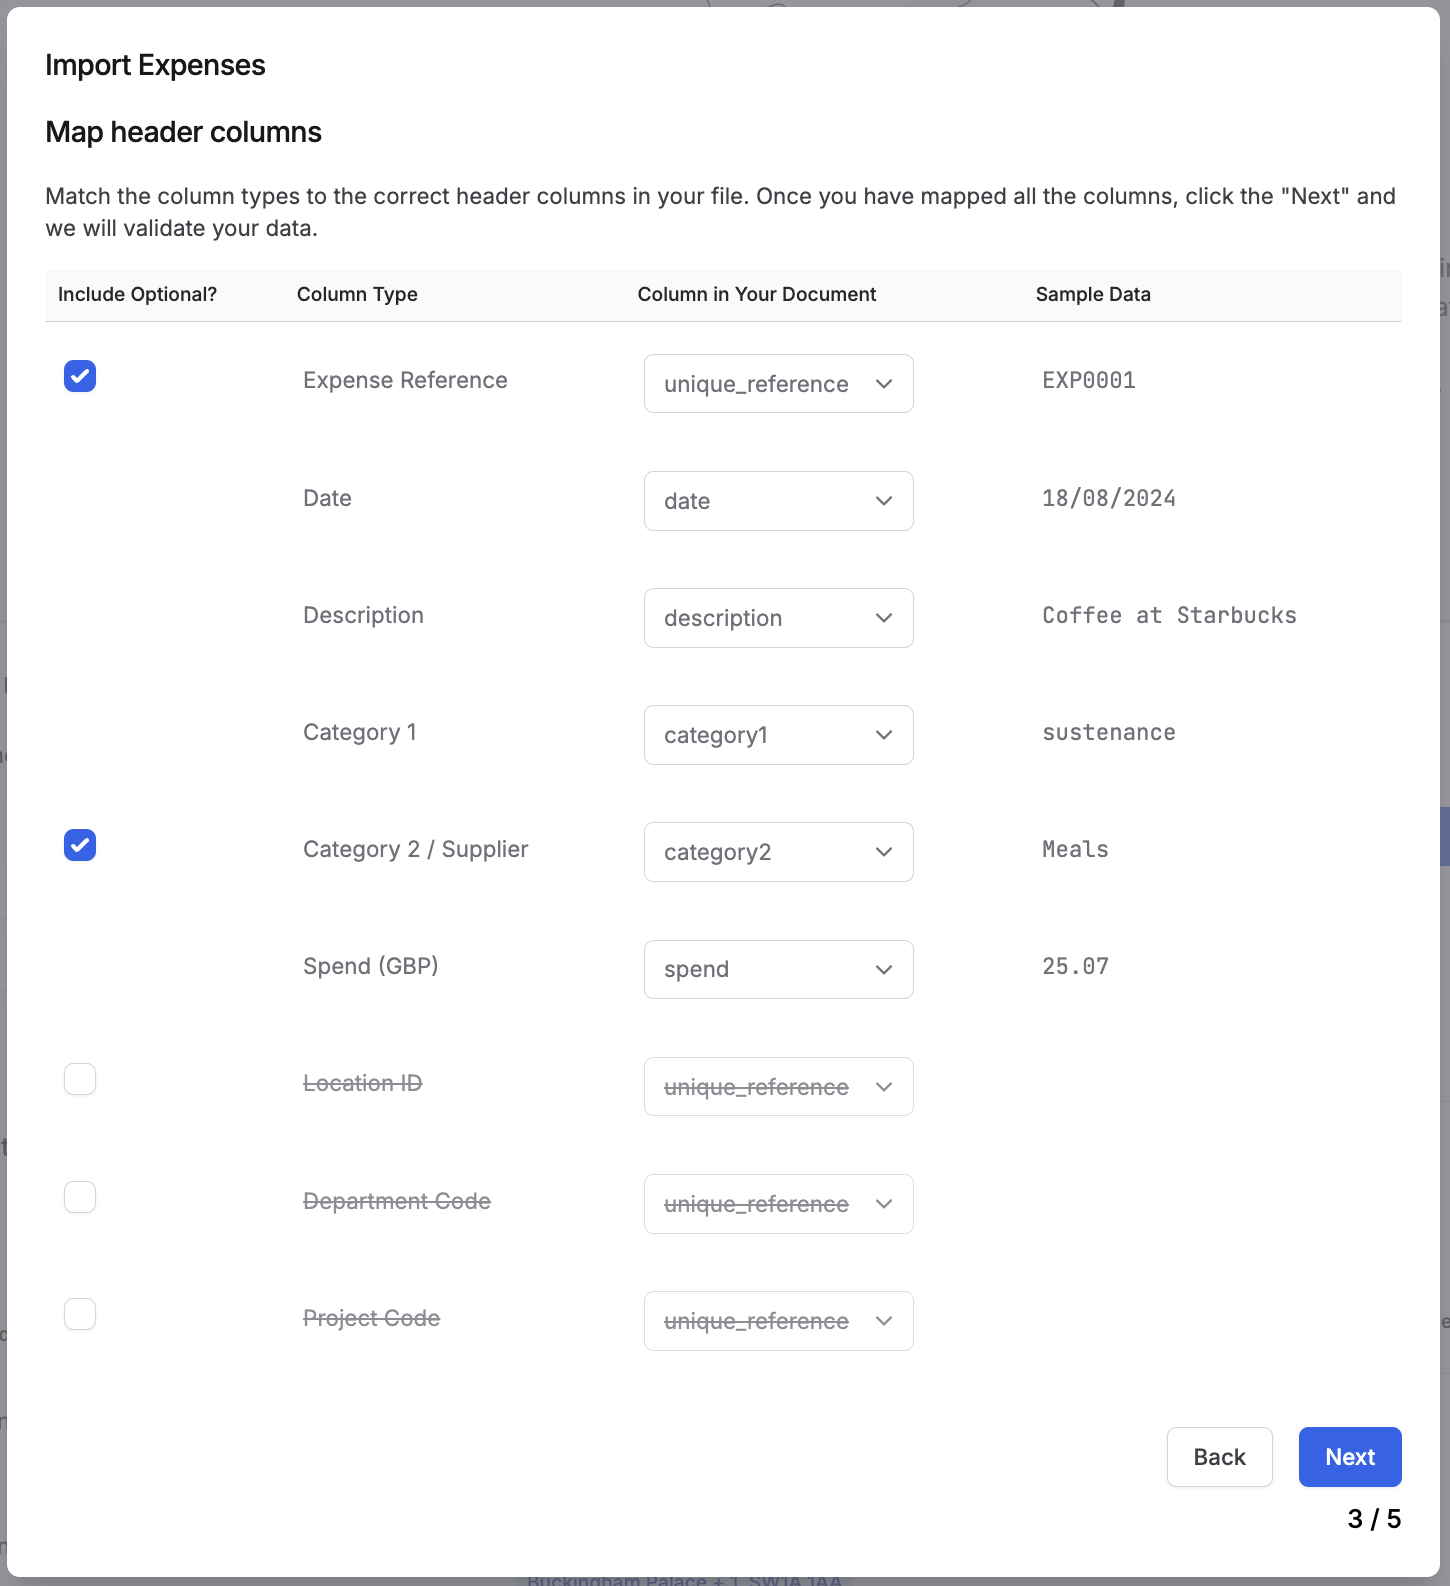 Import Expenses
Map header columns
Match the column types to the correct header columns in your file. Once you have mapped all the columns, click the "Next" and
we will validate your data.
Include Optional? Column Type Column in Your Document Sample Data
Expense Reference unique_reference EXP0001
Date date 18/08/2024
Description description Coffee at Starbucks
Category 1 category1 sustenance
Category 2 / Supplier category2 Meals
Spend (GBP) spend 25.07
Location ID unique_reference
Department Code unique_reference
Project Code unique_reference
Back Next
3 / 5
Buckingham Palace + 1, SW1A 1AA